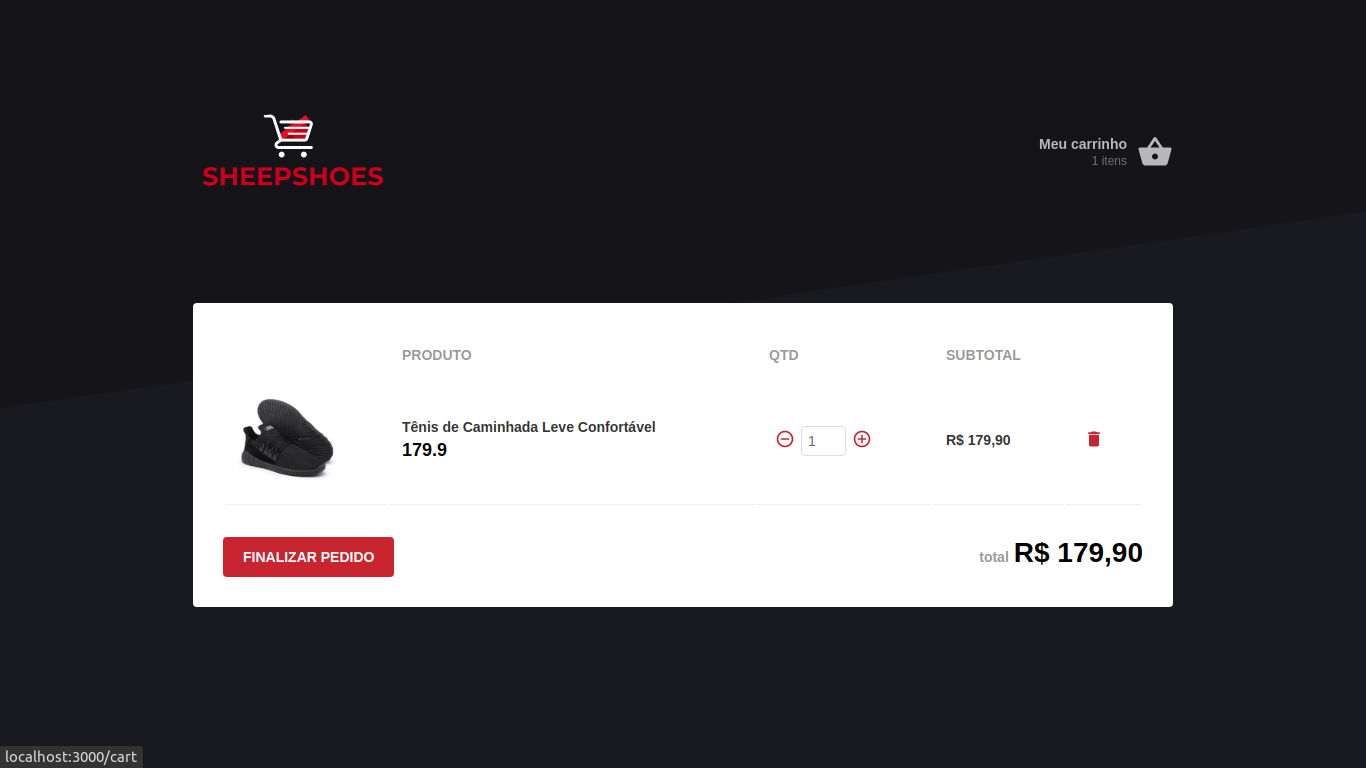 SHEEPSHOES
Meu carrinho
1 itens
PRODUTO QTD SUBTOTAL
Tênis de Caminhada Leve Confortável
179.9
1
R$ 179,90
FINALIZAR PEDIDO
total R$ 179,90
localhost:3000/cart